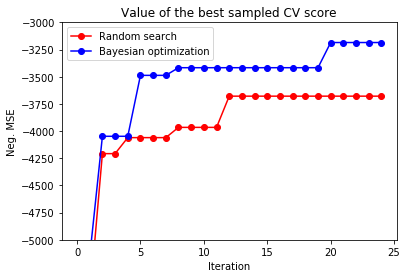 Value of the best sampled CV score
Random search
Bayesian optimization
Neg. MSE
−3000
−3250
−3500
−3750
−4000
−4250
−4500
−4750
−5000
0 5 10 15 20 25
Iteration